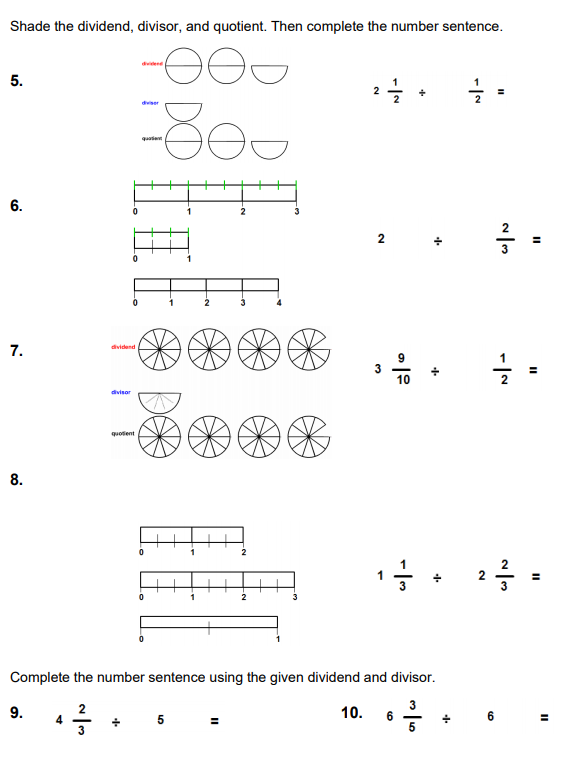 Shade the dividend, divisor, and quotient. Then complete the number sentence.
5.
dividend
divisor
quotient
2 1/2 ÷ 1/2 =
6.
0 1 2 3
0 1
0 1 2 3 4
2 ÷ 2/3 =
7.
dividend
divisor
quotient
3 9/10 ÷ 1/2 =
8.
0 1 2
0 1 2 3
0 1
1 1/3 ÷ 2 2/3 =
Complete the number sentence using the given dividend and divisor.
9. 4 2/3 ÷ 5 = 10. 6 3/5 ÷ 6 =